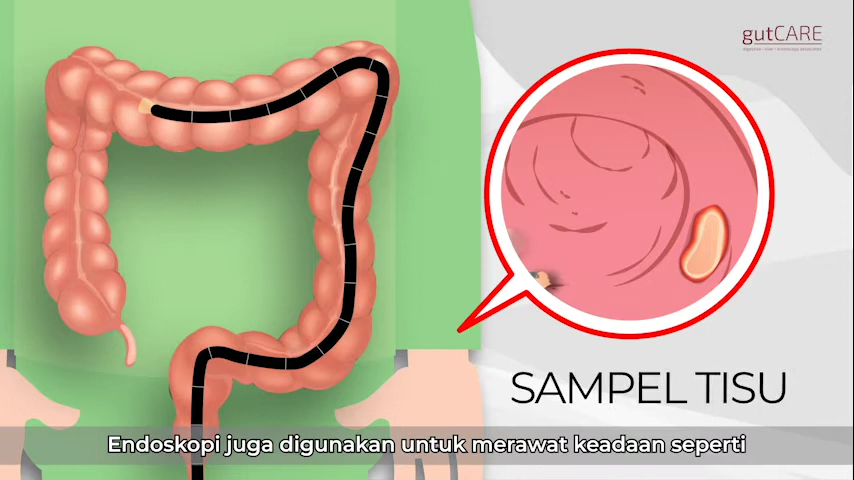 gutCARE
SAMPEL TISU
Endoskopi juga digunakan untuk merawat keadaan seperti